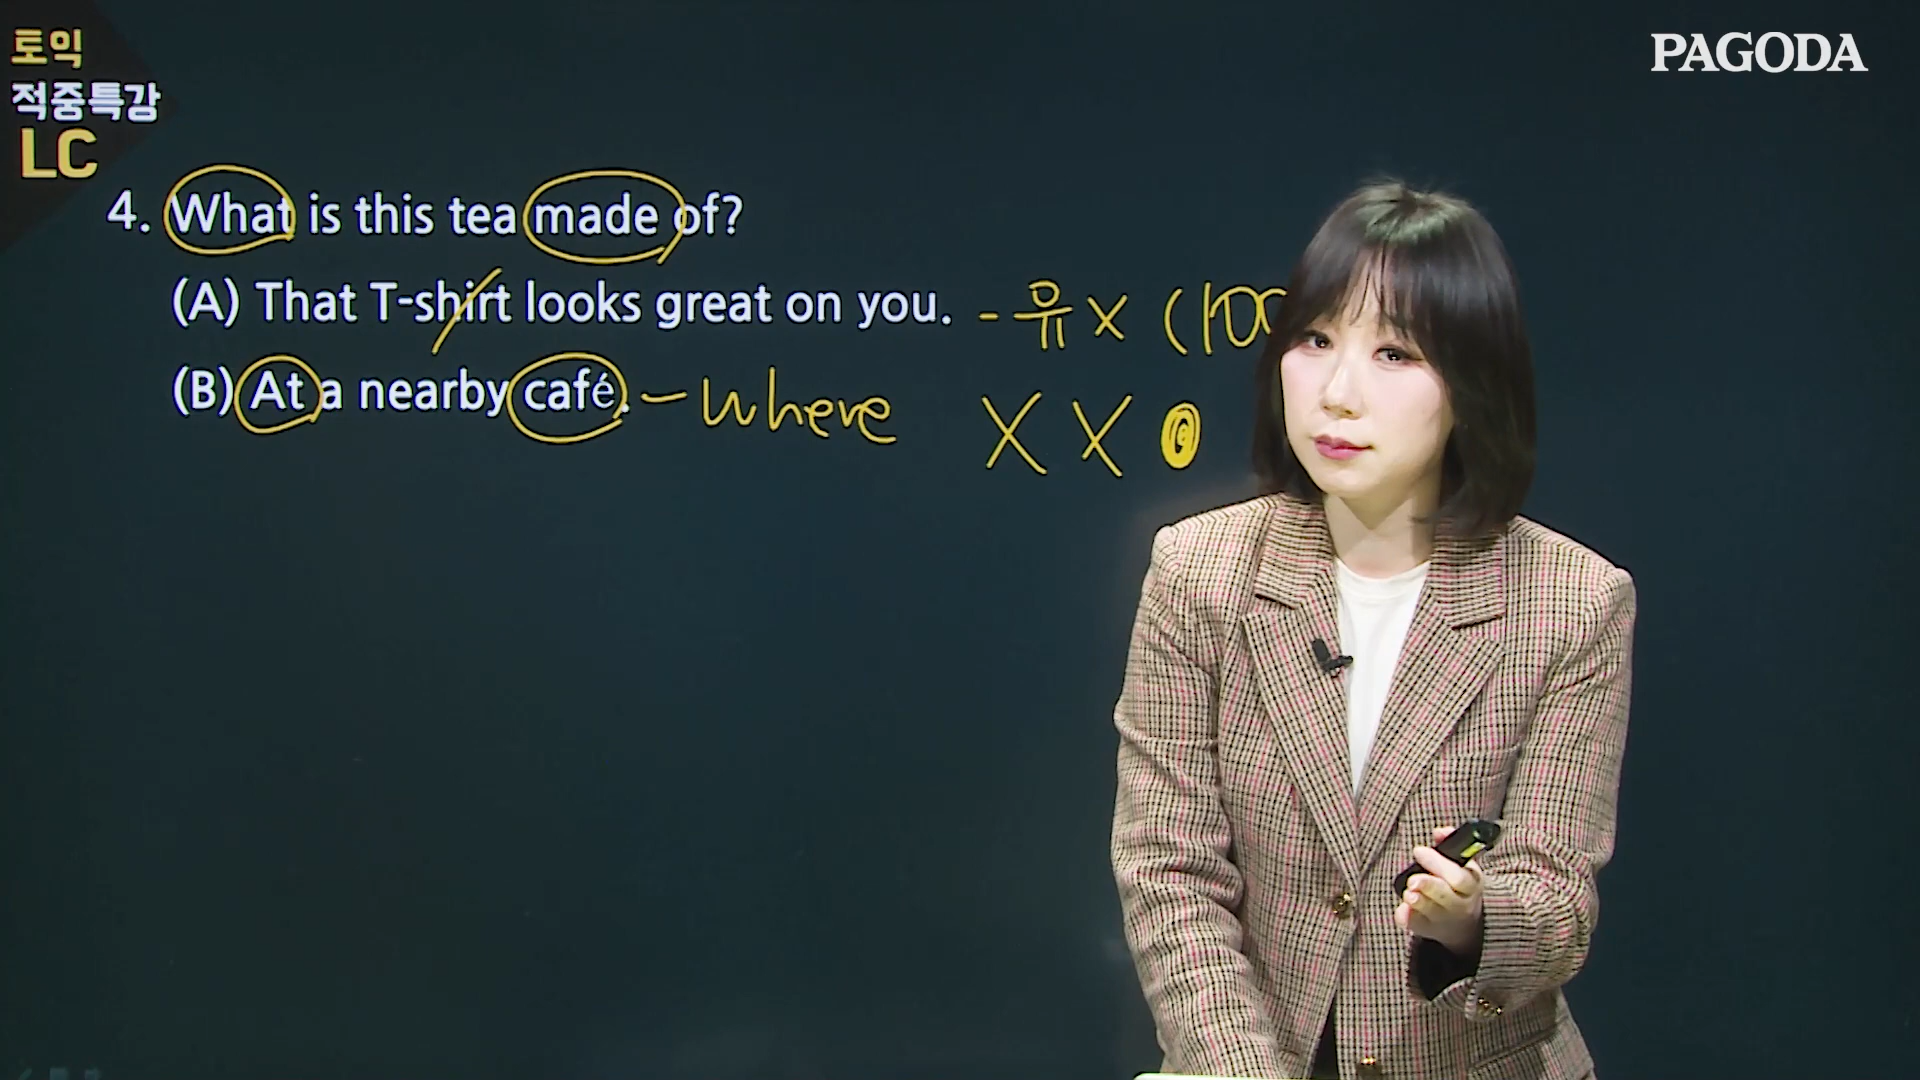 토익
적중특강
LC
PAGODA
4. What is this tea made of?
(A) That T-shirt looks great on you. - 유 X (100
(B) At a nearby café. - Where X X